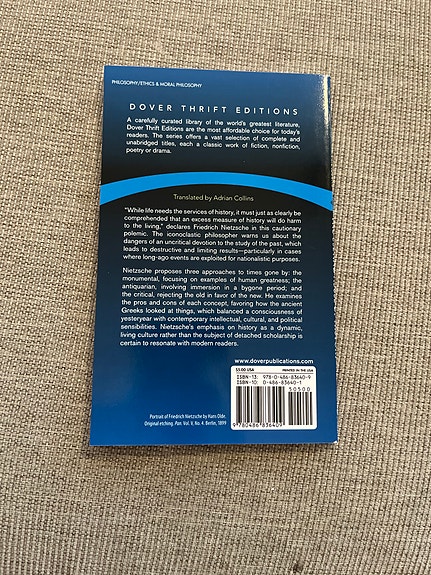 PHILOSOPHY/ETHICS & MORAL PHILOSOPHY
DOVER THRIFT EDITIONS
A carefully curated library of the world's greatest literature,
Dover Thrift Editions are the most affordable choice for today's
readers. The series offers a vast selection of complete and
unabridged titles, each a classic work of fiction, nonfiction,
poetry or drama.
Translated by Adrian Collins
"While life needs the services of history, it must just as clearly be
comprehended that an excess measure of history will do harm
to the living," declares Friedrich Nietzsche in this cautionary
polemic. The iconoclastic philosopher warns us about the
dangers of an uncritical devotion to the study of the past, which
leads to destructive and limiting results—particularly in cases
where long-ago events are exploited for nationalistic purposes.
Nietzsche proposes three approaches to times gone by: the
monumental, focusing on examples of human greatness; the
antiquarian, involving immersion in a bygone period; and
the critical, rejecting the old in favor of the new. He examines
the pros and cons of each concept, favoring how the ancient
Greeks looked at things, which balanced a consciousness of
yesteryear with contemporary intellectual, cultural, and political
sensibilities. Nietzsche's emphasis on history as a dynamic,
living culture rather than the subject of detached scholarship is
certain to resonate with modern readers.
www.doverpublications.com
$5.00 USA PRINTED IN THE USA
ISBN-13: 978-0-486-83640-9
ISBN-10: 0-486-83640-1
50500
9 780486 836409
Portrait of Friedrich Nietzsche by Hans Olde.
Original etching. Pan. Vol. V, No. 4. Berlin, 1899